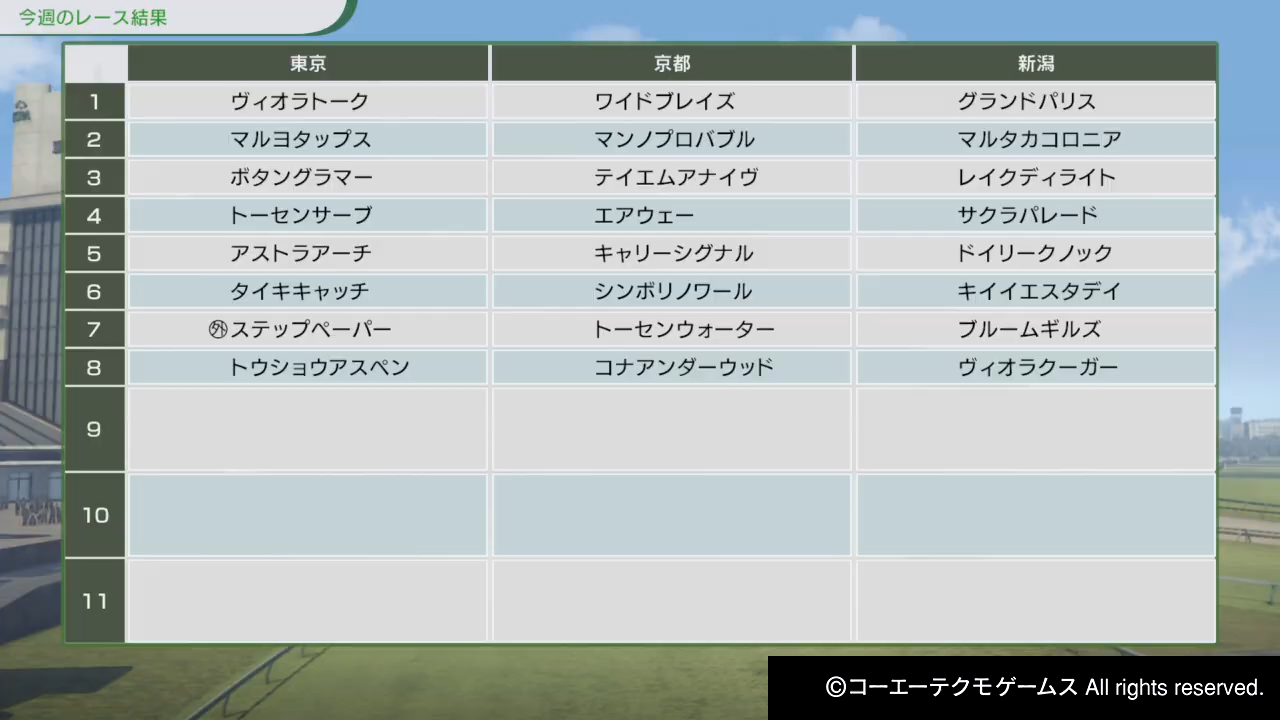 今週のレース結果
東京 京都 新潟
1 ヴィオラトーク ワイドブレイズ グランドパリス
2 マルヨタップス マンノプロバブル マルタカコロニア
3 ボタングラマー テイエムアナイヴ レイクディライト
4 トーセンサーブ エアウェー サクラパレード
5 アストラアーチ キャリーシグナル ドイリークノック
6 タイキキャッチ シンボリノワール キイイエスタデイ
7 ㊕ステップペーパー トーセンウォーター ブルームギルズ
8 トウショウアスペン コナアンダーウッド ヴィオラクーガー
9
10
11
©コーエーテクモゲームス All rights reserved.